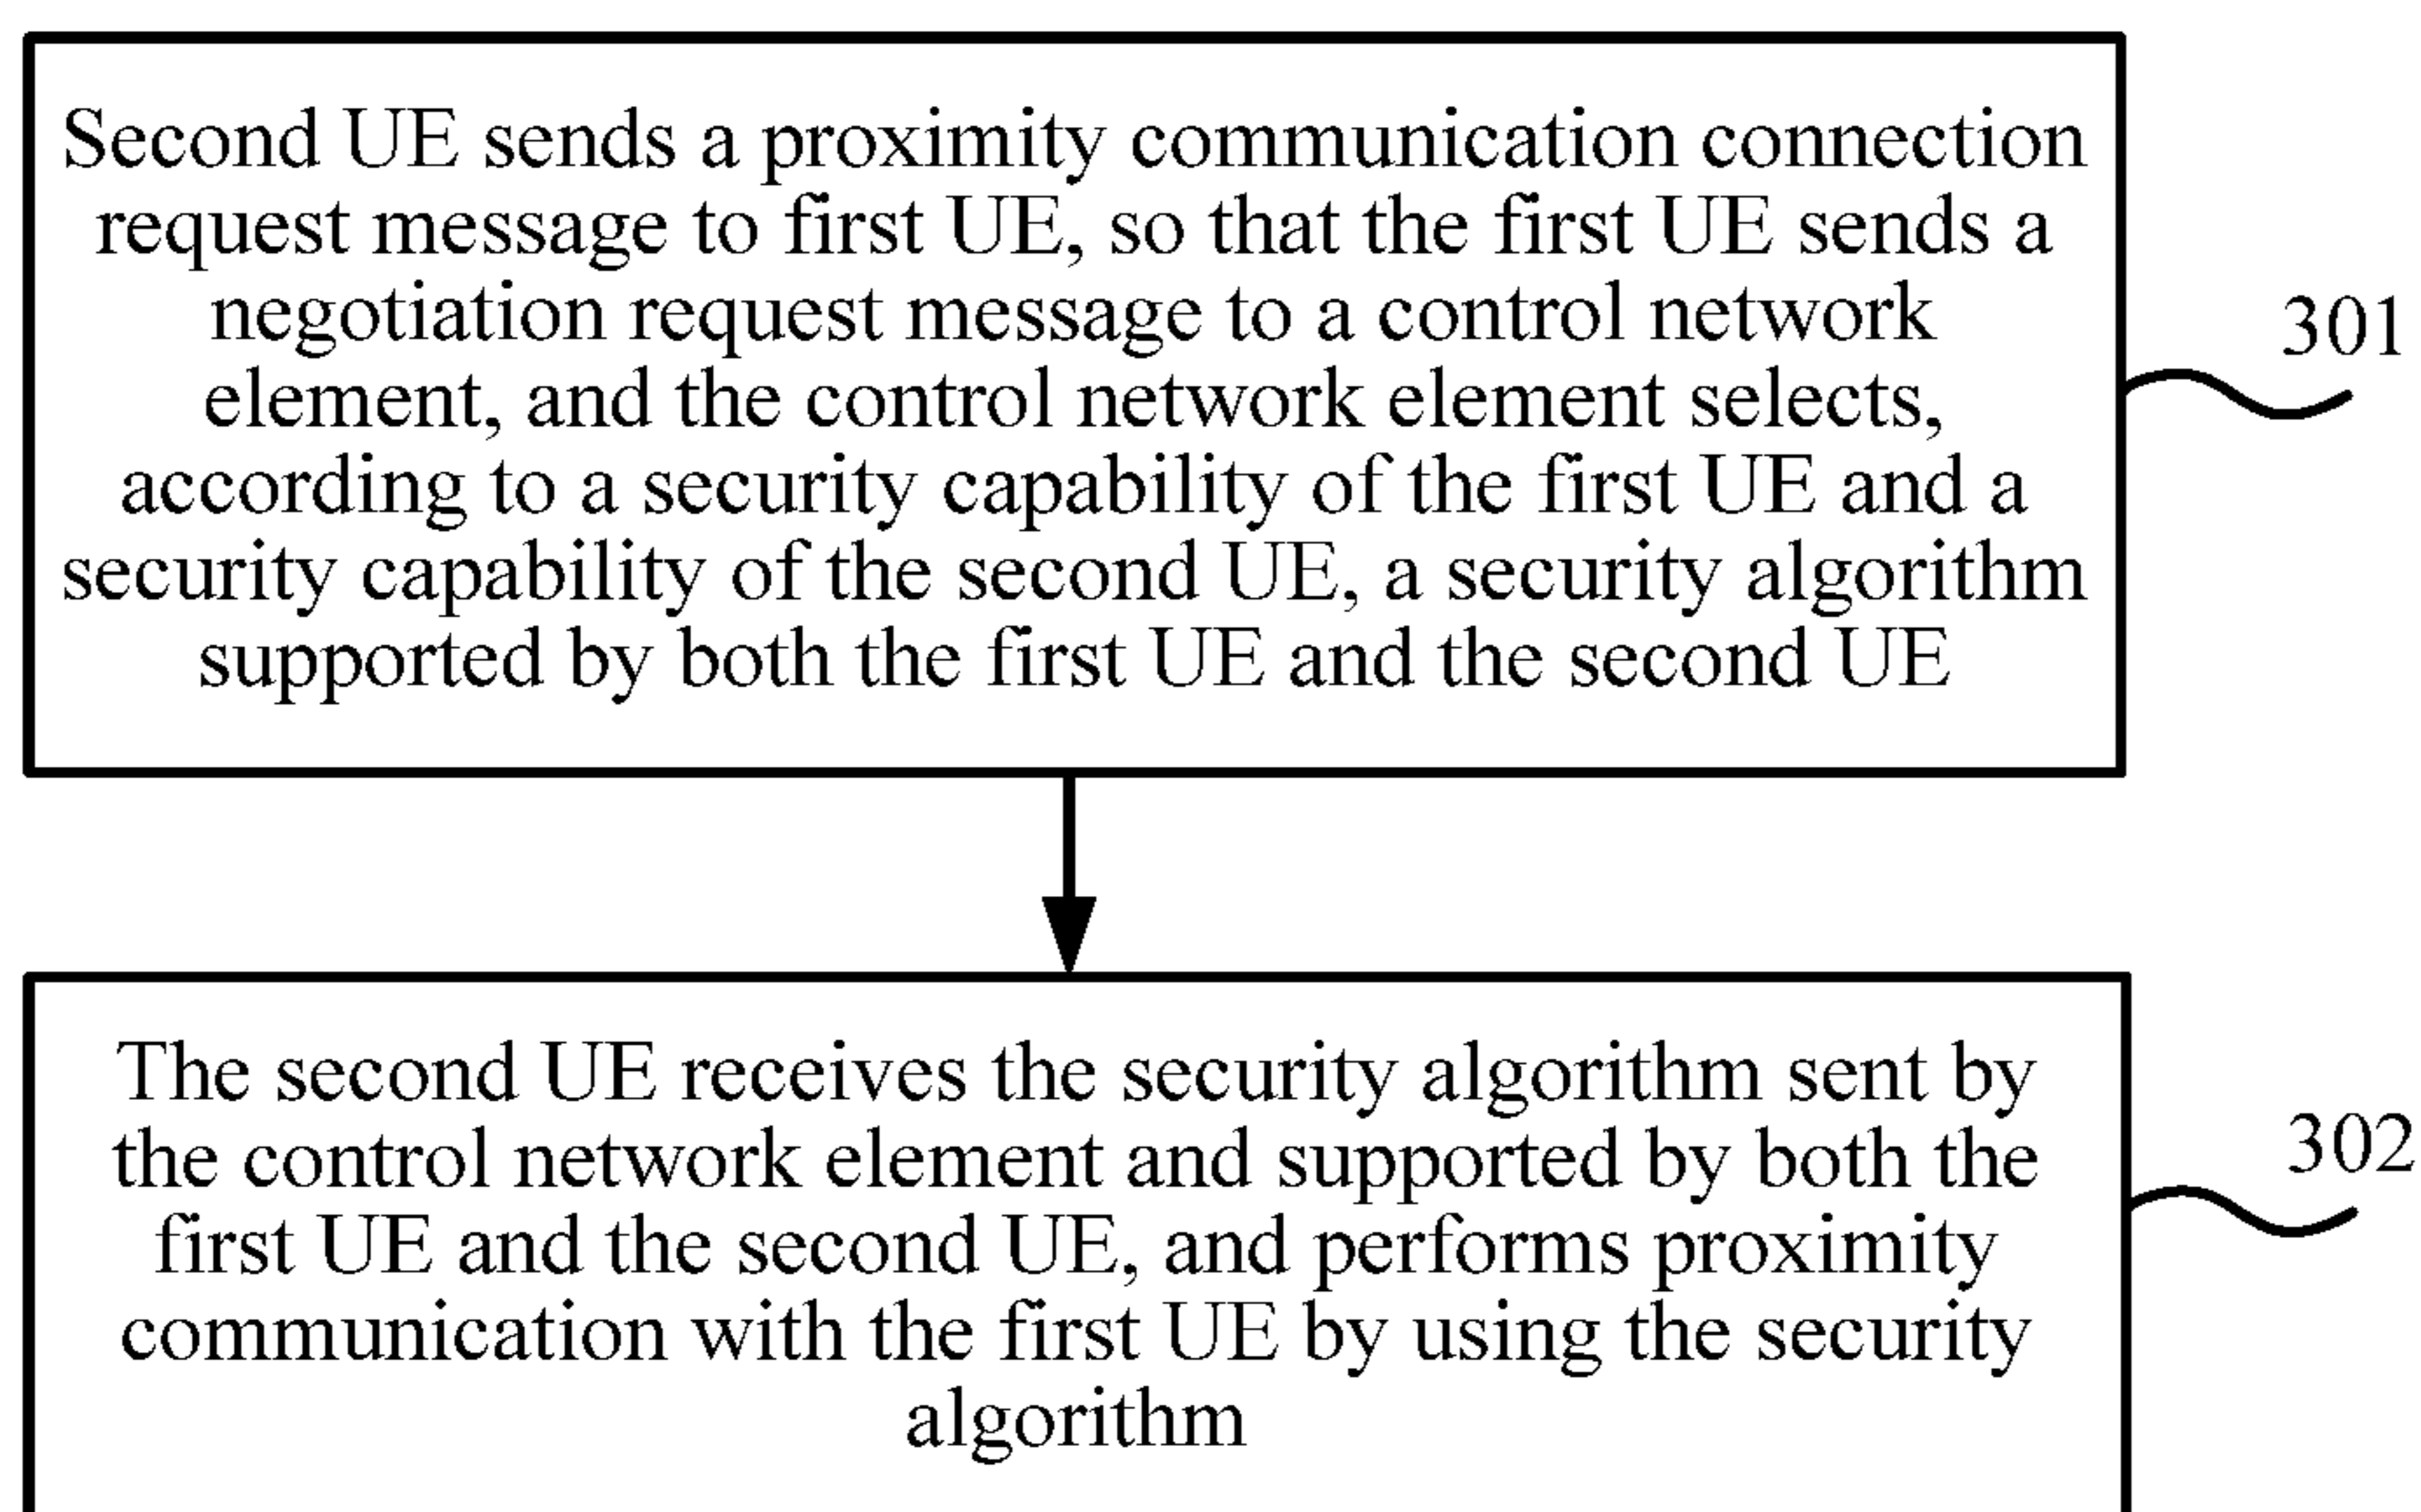 Second UE sends a proximity communication connection
request message to first UE, so that the first UE sends a
negotiation request message to a control network
element, and the control network element selects,
according to a security capability of the first UE and a
security capability of the second UE, a security algorithm
supported by both the first UE and the second UE
301
The second UE receives the security algorithm sent by
the control network element and supported by both the
first UE and the second UE, and performs proximity
communication with the first UE by using the security
algorithm
302